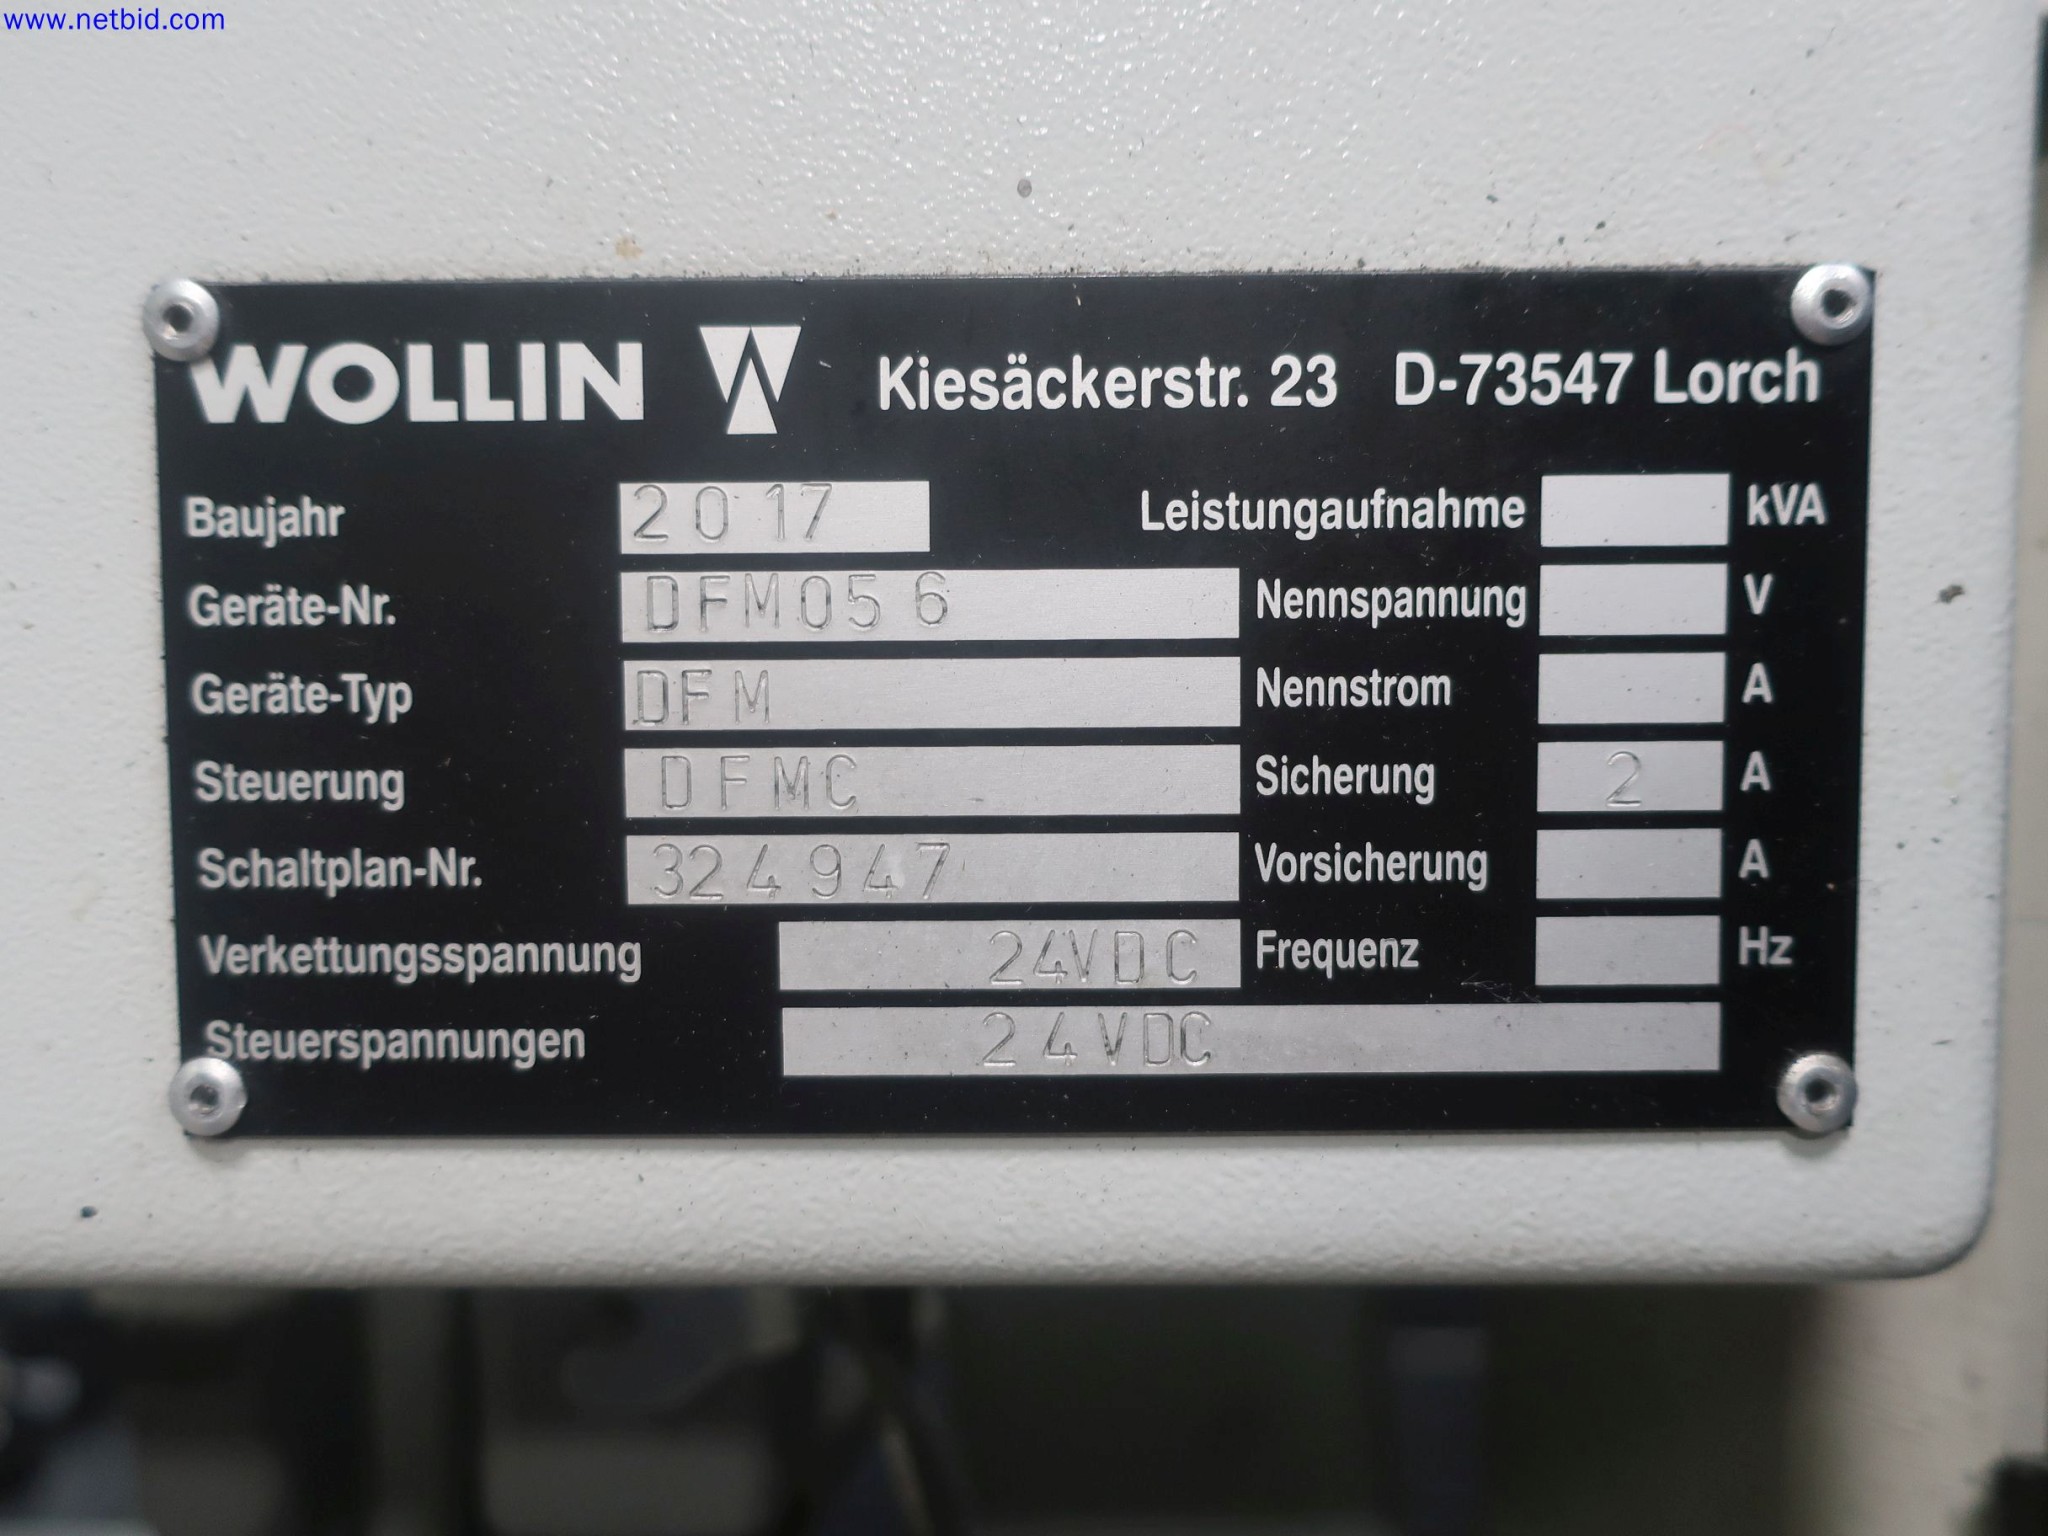 www.netbid.com
WOLLIN Kiesäckerstr. 23 D-73547 Lorch
Baujahr 2017 Leistungaufnahme kVA
Geräte-Nr. DFM056 Nennspannung V
Geräte-Typ DFM Nennstrom A
Steuerung DFMC Sicherung 2 A
Schaltplan-Nr. 324947 Vorsicherung A
Verkettungsspannung 24VDC Frequenz Hz
Steuerspannungen 24VDC